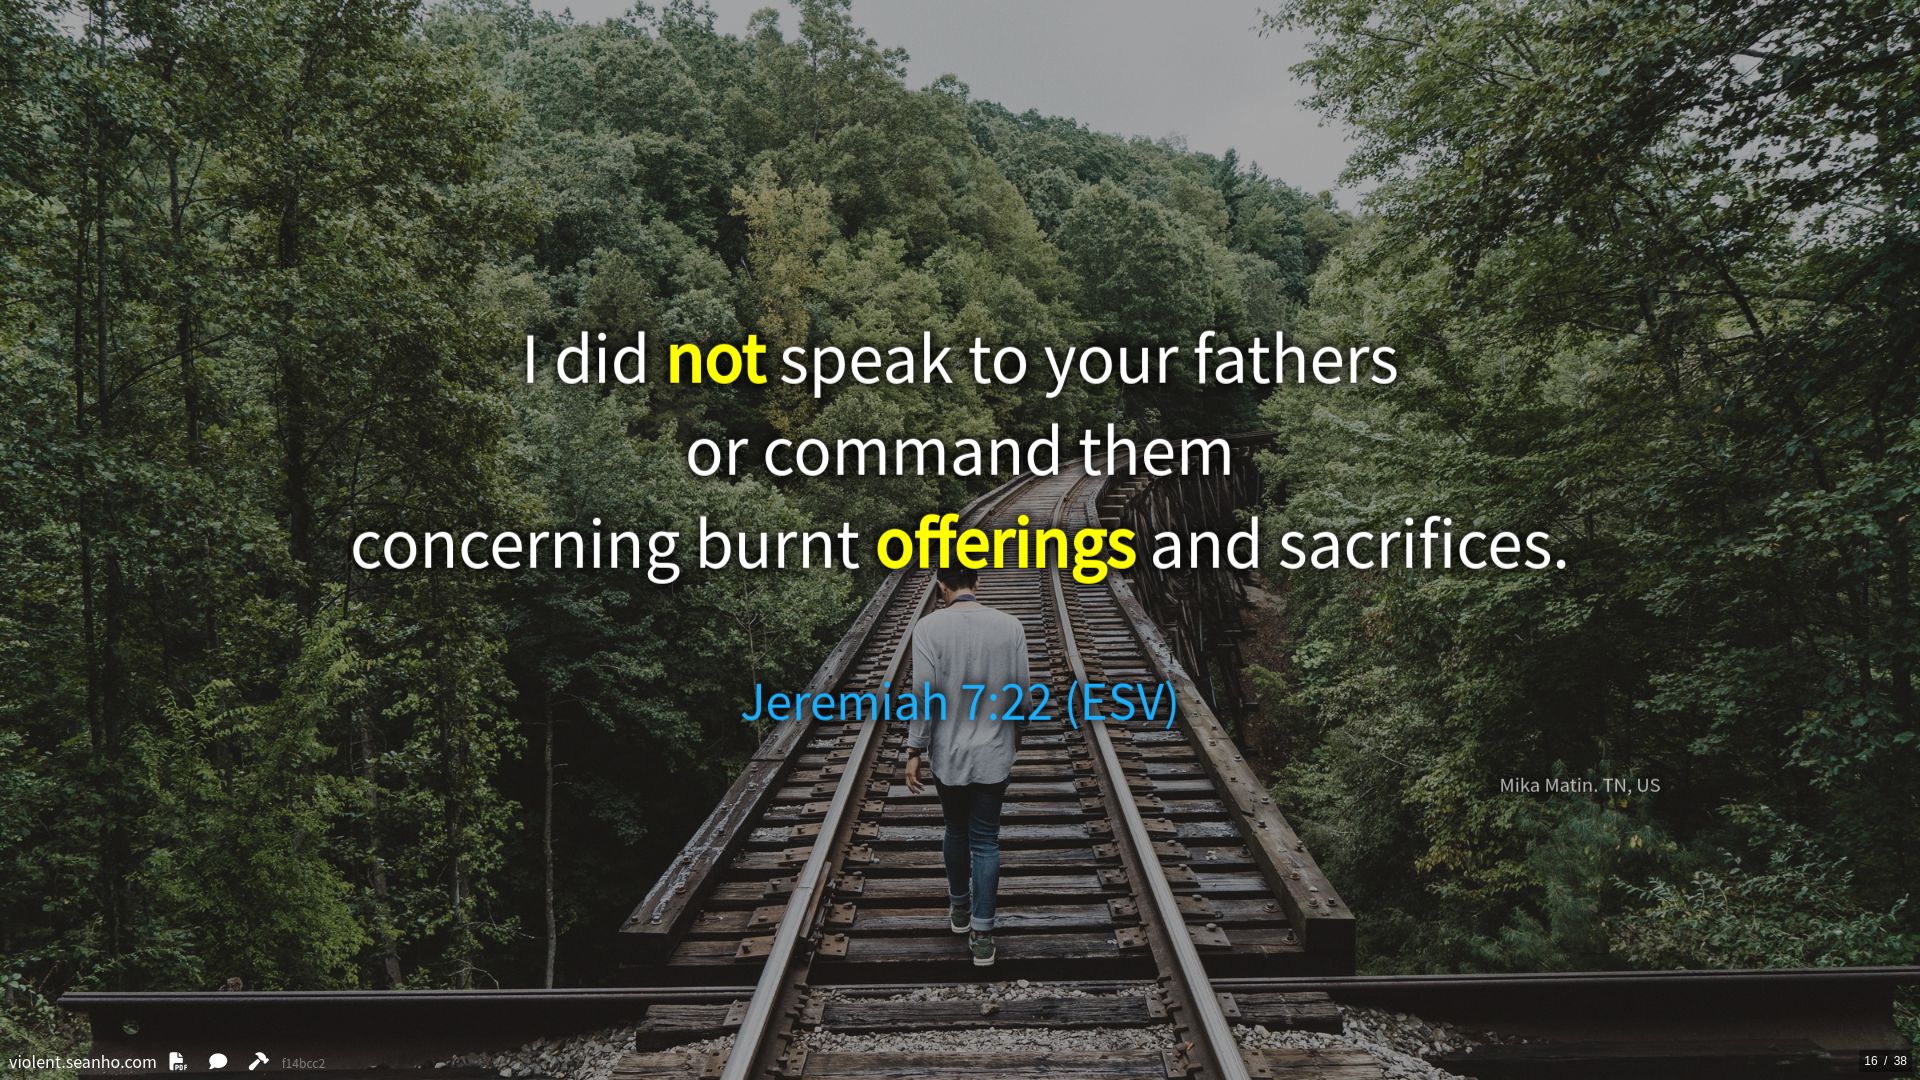 I did not speak to your fathers
or command them
concerning burnt offerings and sacrifices.
Jeremiah 7:22 (ESV)
Mika Matin. TN, US
violent.seanho.com
PDF
f14bcc2
16 / 38